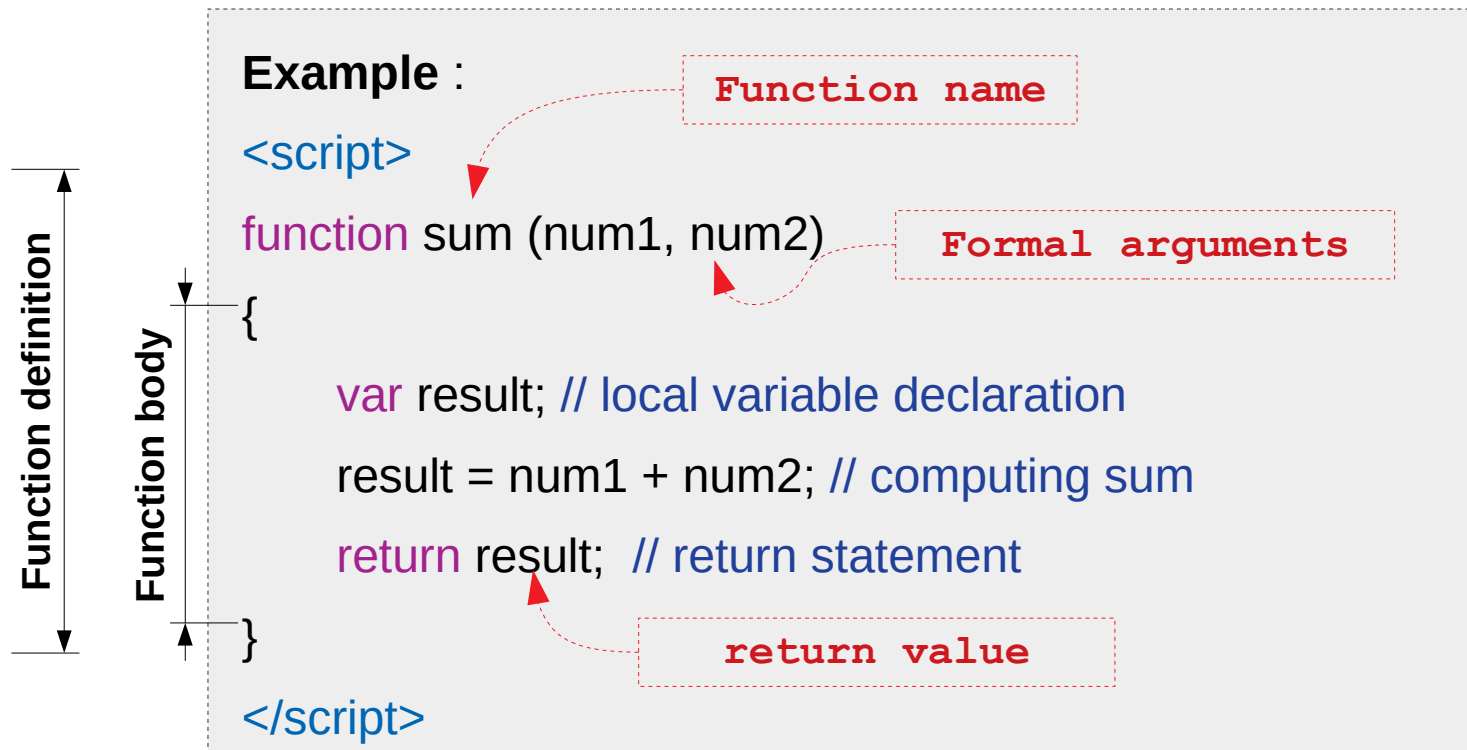 Example :
Function name
<script>
function sum (num1, num2)
Formal arguments
{
var result; // local variable declaration
result = num1 + num2; // computing sum
return result;  // return statement
}
return value
</script>
Function definition
Function body